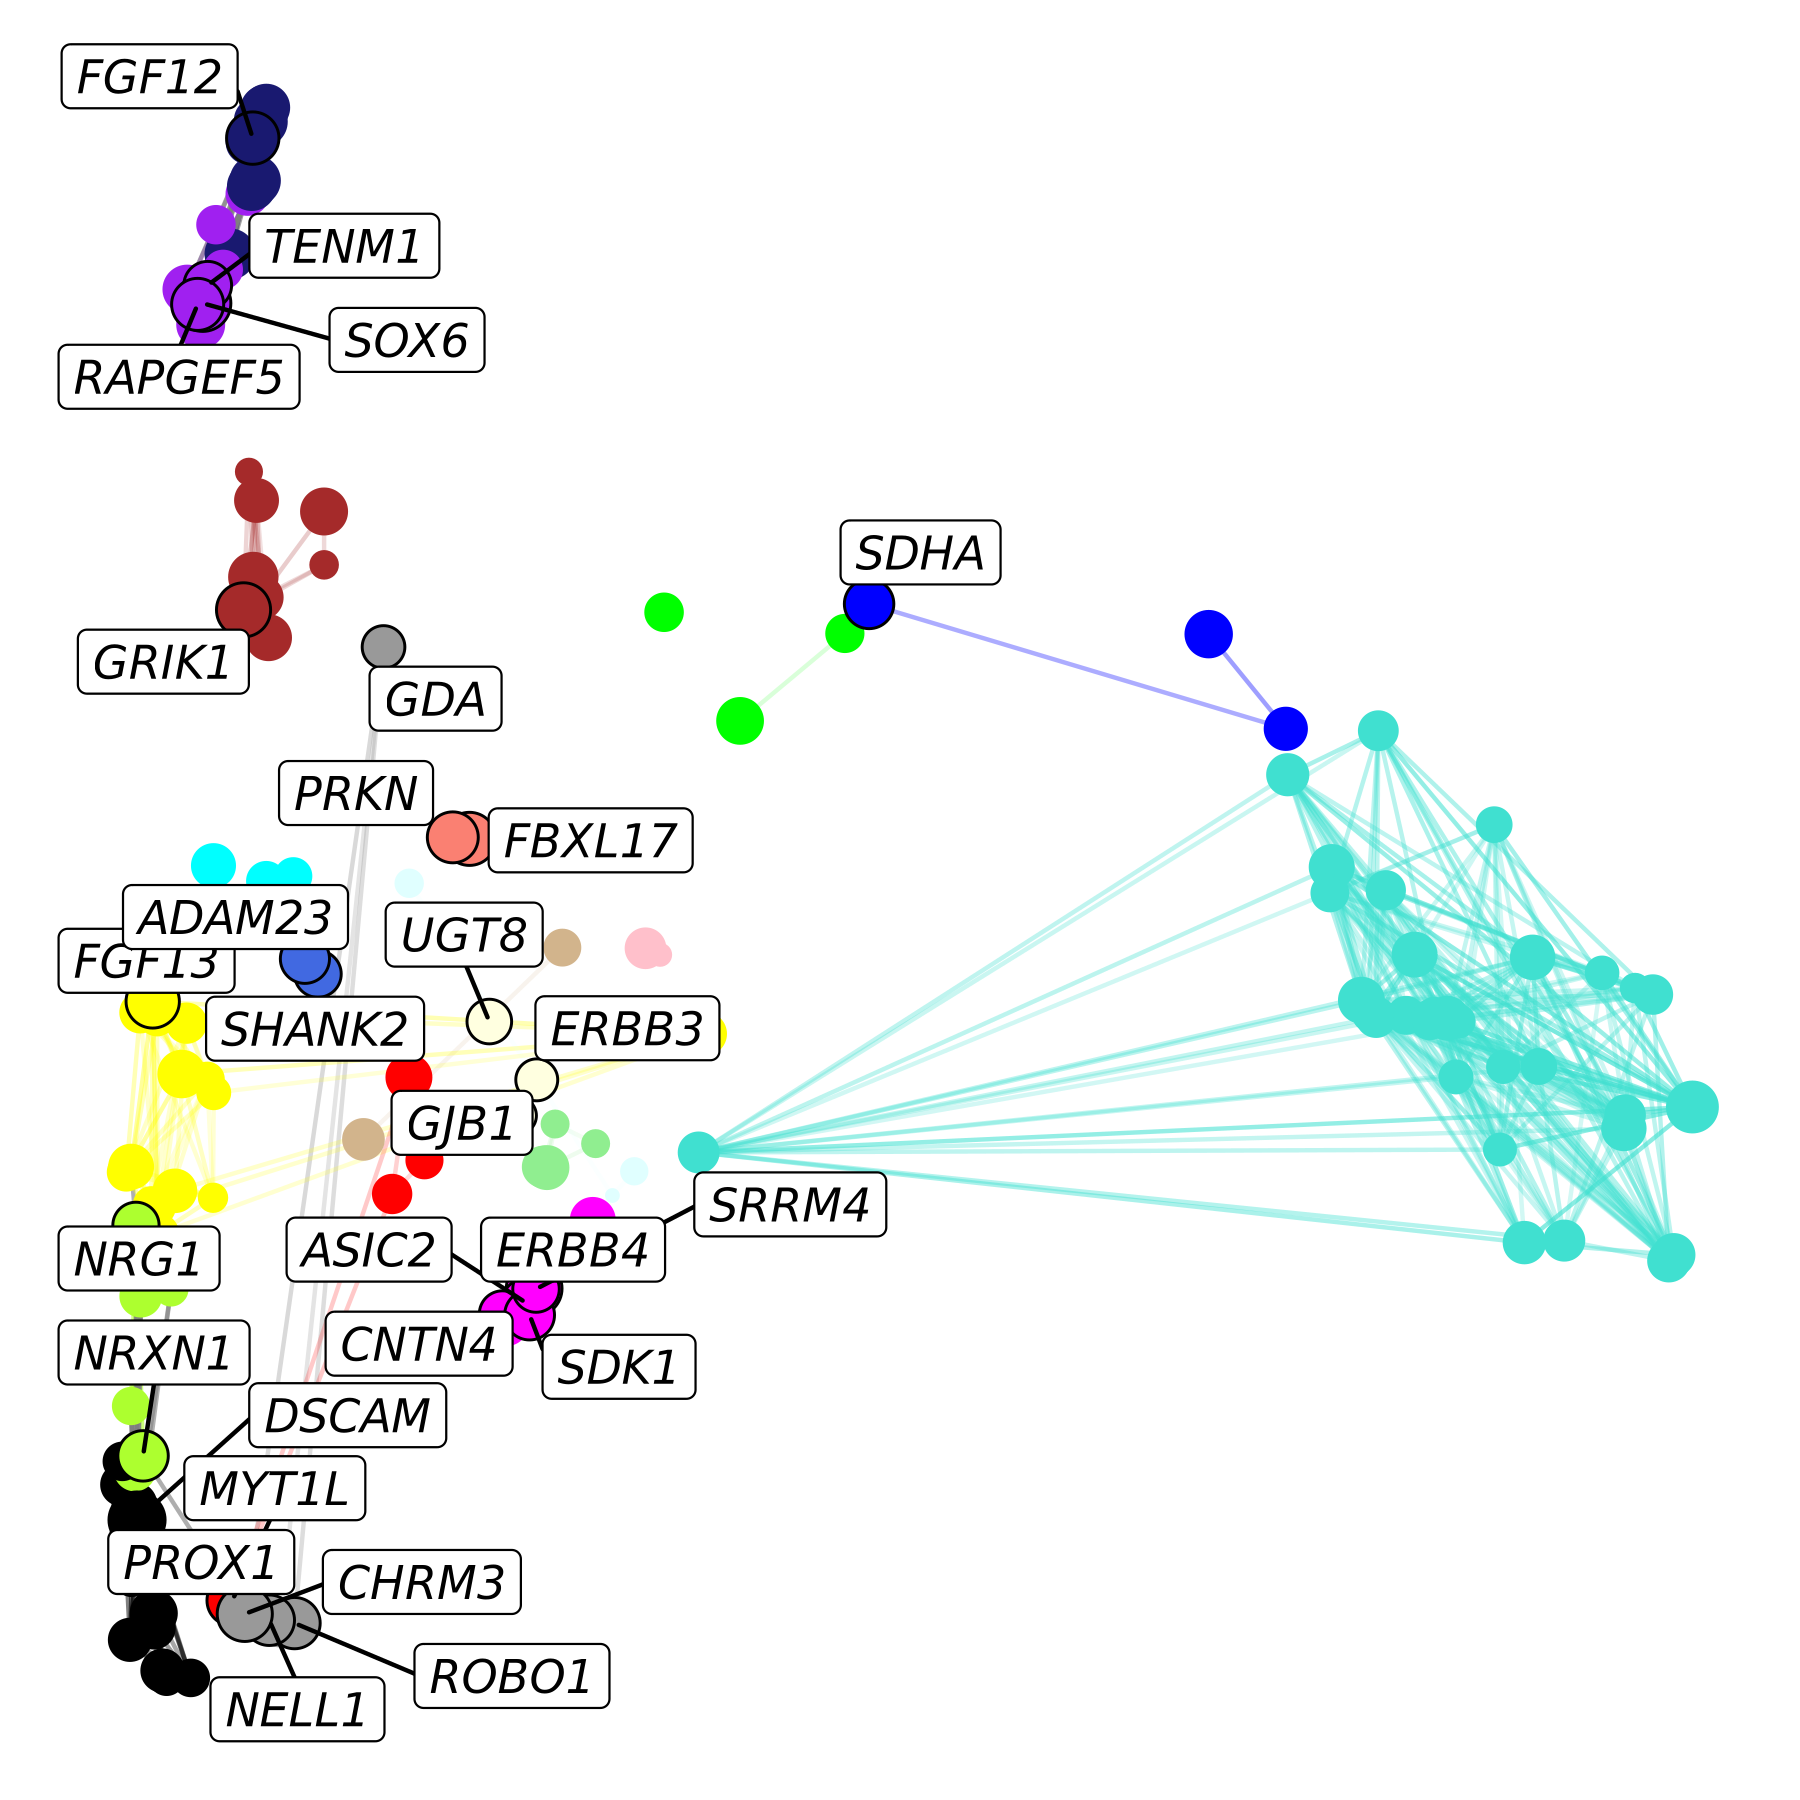 FGF12
TENM1
SOX6
RAPGEF5
SDHA
GRIK1
GDA
PRKN
FBXL17
ADAM23
UGT8
FGF13
SHANK2
ERBB3
GJB1
SRRM4
ASIC2
ERBB4
NRG1
CNTN4
NRXN1
SDK1
DSCAM
MYT1L
PROX1
CHRM3
ROBO1
NELL1